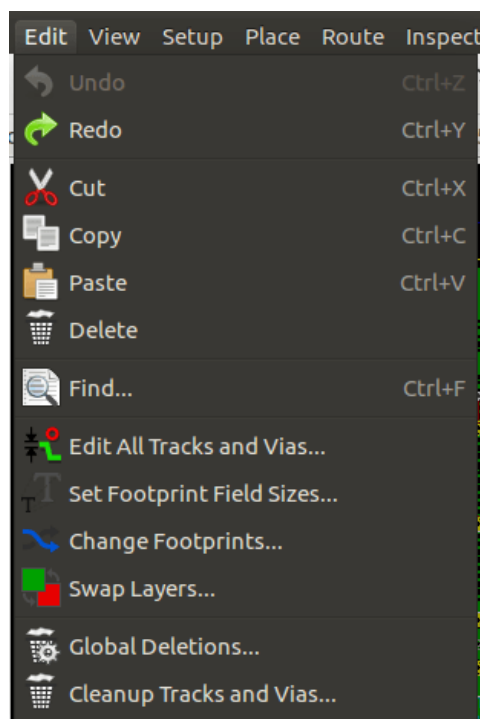 Edit View Setup Place Route Inspect
Undo Ctrl+Z
Redo Ctrl+Y
Cut Ctrl+X
Copy Ctrl+C
Paste Ctrl+V
Delete
Find... Ctrl+F
Edit All Tracks and Vias...
Set Footprint Field Sizes...
Change Footprints...
Swap Layers...
Global Deletions...
Cleanup Tracks and Vias...